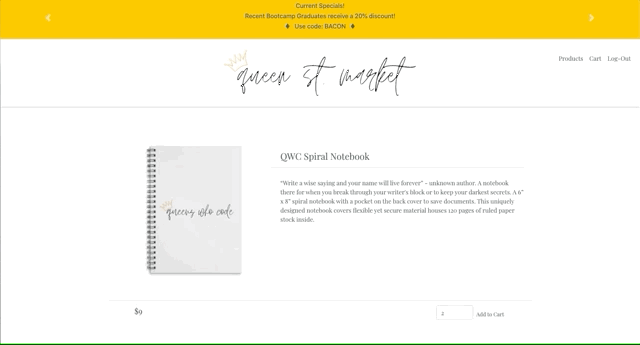 Current Specials!
Recent Bootcamp Graduates receive a 20% discount!
♦ Use code: BACON ♦
queen st. market
Products Cart Log-Out
queens who code
QWC Spiral Notebook
"Write a wise saying and your name will live forever" - unknown author. A notebook
there for when you break through your writer's block or to keep your darkest secrets. A 6"
x 8" spiral notebook with a pocket on the back cover to save documents. This uniquely
designed notebook covers flexible yet secure material houses 120 pages of ruled paper
stock inside.
$9
2
Add to Cart